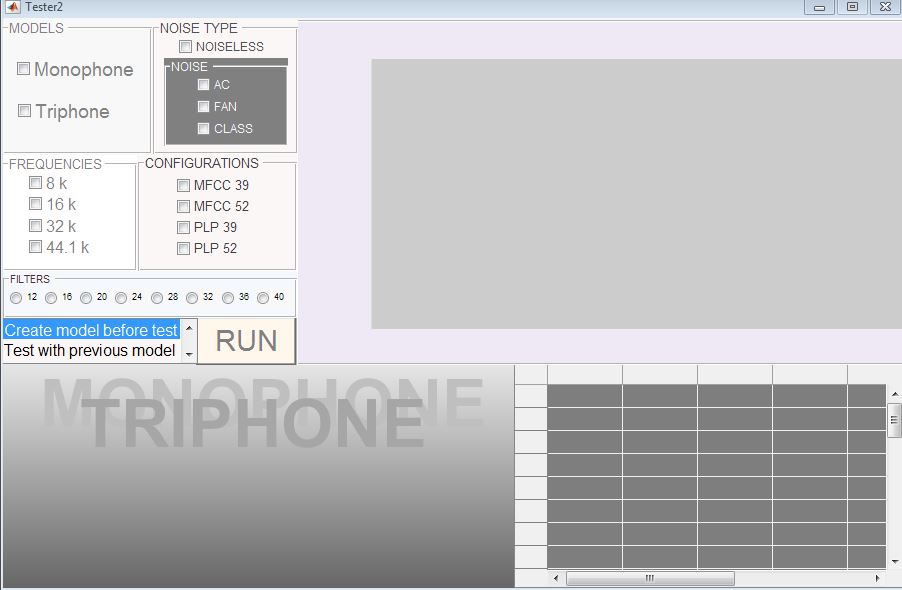 Tester2
MODELS
Monophone
Triphone
NOISE TYPE
NOISELESS
NOISE
AC
FAN
CLASS
FREQUENCIES
8 k
16 k
32 k
44.1 k
CONFIGURATIONS
MFCC 39
MFCC 52
PLP 39
PLP 52
FILTERS
12 16 20 24 28 32 36 40
Create model before test
Test with previous model
RUN
MONOPHONE
TRIPHONE